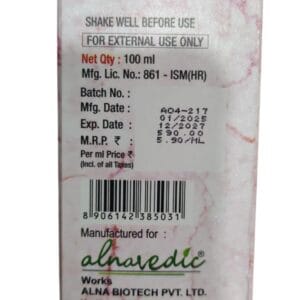 SHAKE WELL BEFORE USE
FOR EXTERNAL USE ONLY
Net Qty : 100 ml
Mfg. Lic. No.: 861 - ISM(HR)
Batch No. : A04-217
Mfg. Date : 01/2025
Exp. Date : 12/2027
M.R.P. ₹ : 590.00
Per ml Price ₹ 5.90/ML
(Incl. of all Taxes)
8 906142 385031
Manufactured for :
alnavedic®
Works
ALNA BIOTECH PVT. LTD.